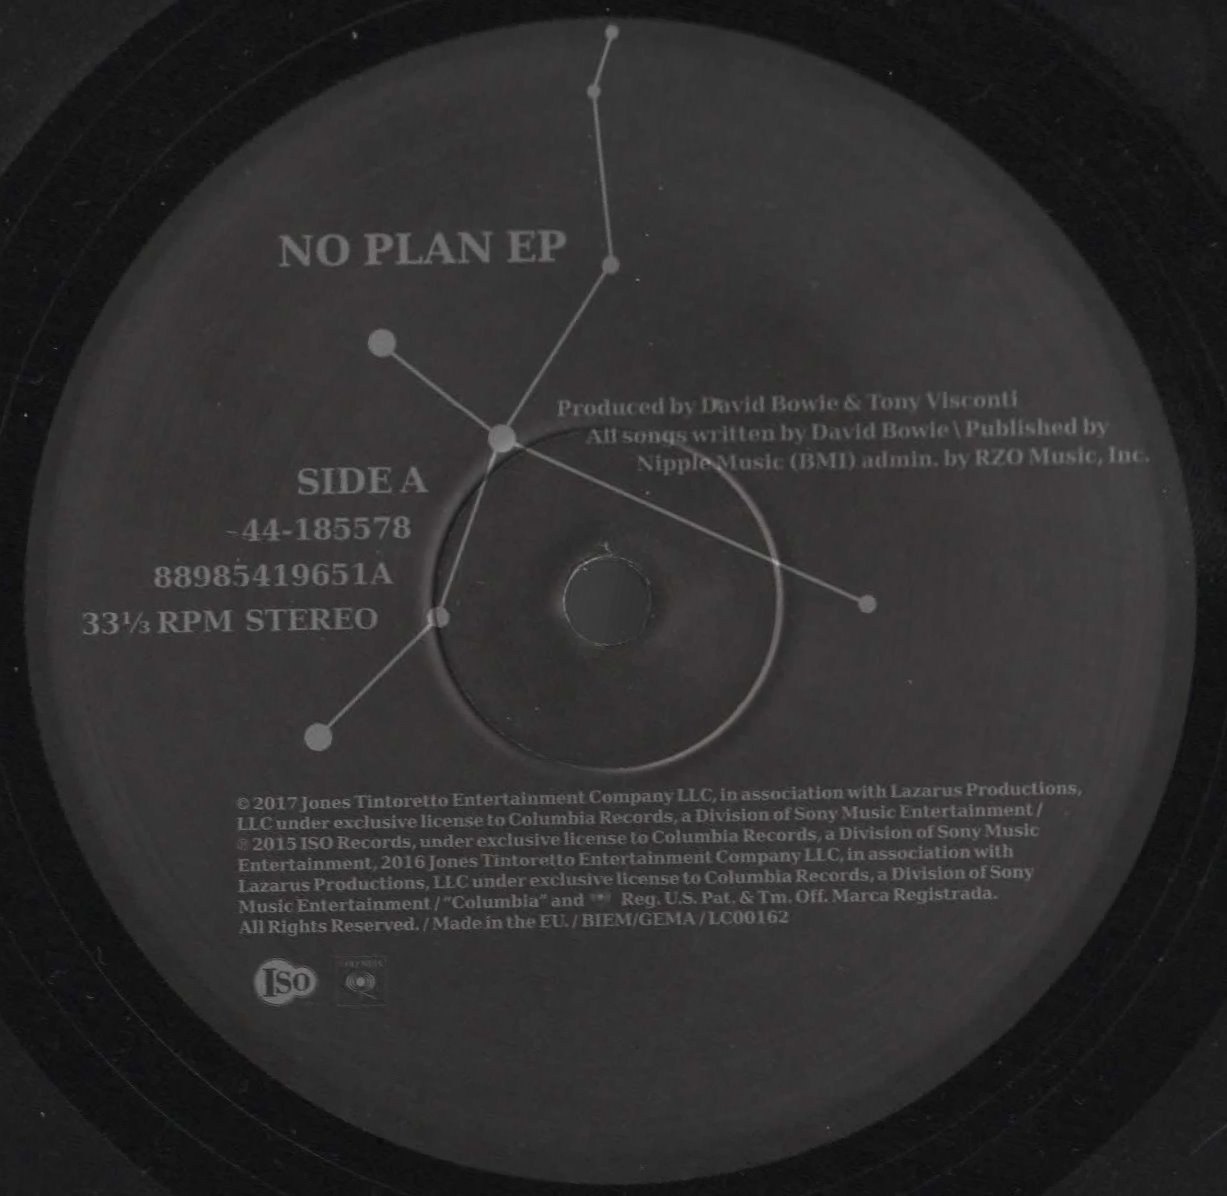 NO PLAN EP
Produced by David Bowie & Tony Visconti
All songs written by David Bowie \ Published by
Nipple Music (BMI) admin. by RZO Music, Inc.
SIDE A
44-185578
88985419651A
33⅓ RPM STEREO
© 2017 Jones Tintoretto Entertainment Company LLC, in association with Lazarus Productions,
LLC under exclusive license to Columbia Records, a Division of Sony Music Entertainment /
℗ 2015 ISO Records, under exclusive license to Columbia Records, a Division of Sony Music
Entertainment, 2016 Jones Tintoretto Entertainment Company LLC, in association with
Lazarus Productions, LLC under exclusive license to Columbia Records, a Division of Sony
Music Entertainment / "Columbia" and Reg. U.S. Pat. & Tm. Off. Marca Registrada.
All Rights Reserved. / Made in the EU. / BIEM/GEMA / LC00162
ISO